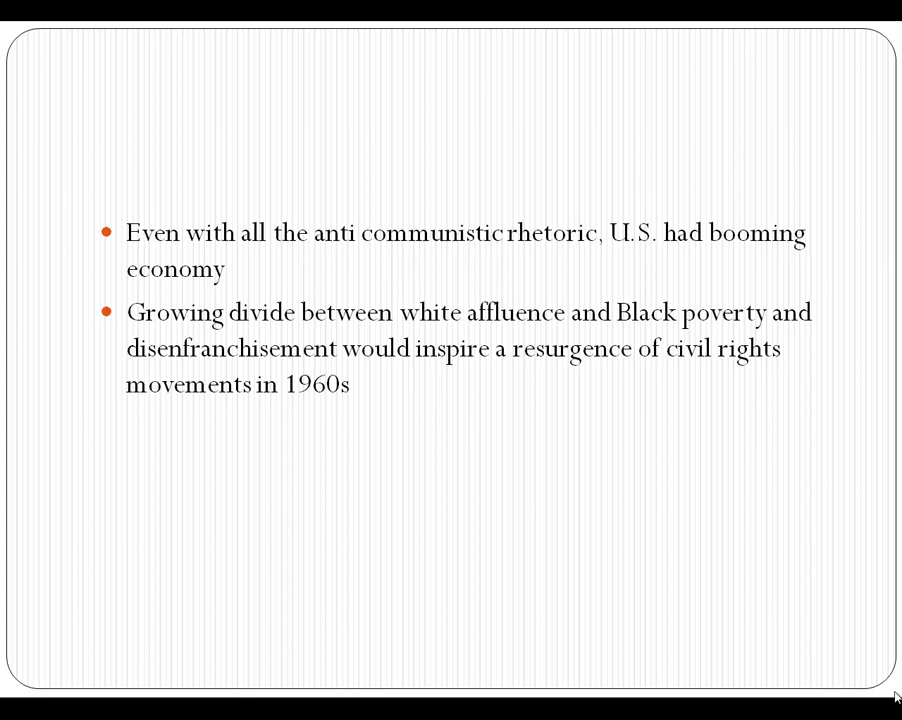 Even with all the anti communistic rhetoric, U.S. had booming
economy
Growing divide between white affluence and Black poverty and
disenfranchisement would inspire a resurgence of civil rights
movements in 1960s